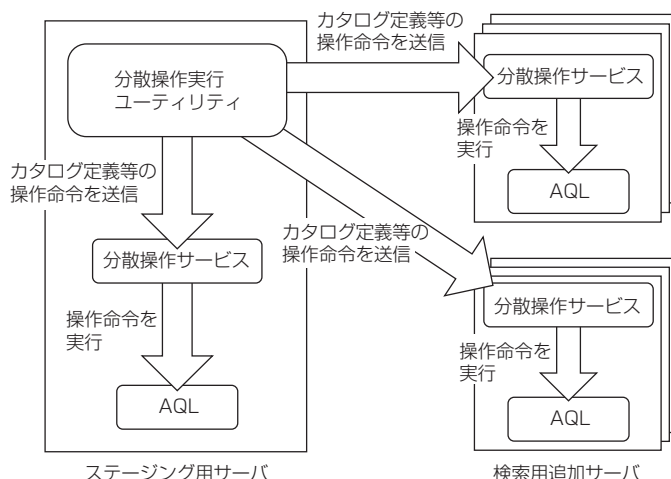 カタログ定義等の
操作命令を送信
分散操作実行
ユーティリティ
分散操作サービス
操作命令を
実行
AQL
カタログ定義等の
操作命令を送信
カタログ定義等の
操作命令を送信
分散操作サービス
分散操作サービス
操作命令を
実行
操作命令を
実行
AQL
AQL
ステージング用サーバ
検索用追加サーバ